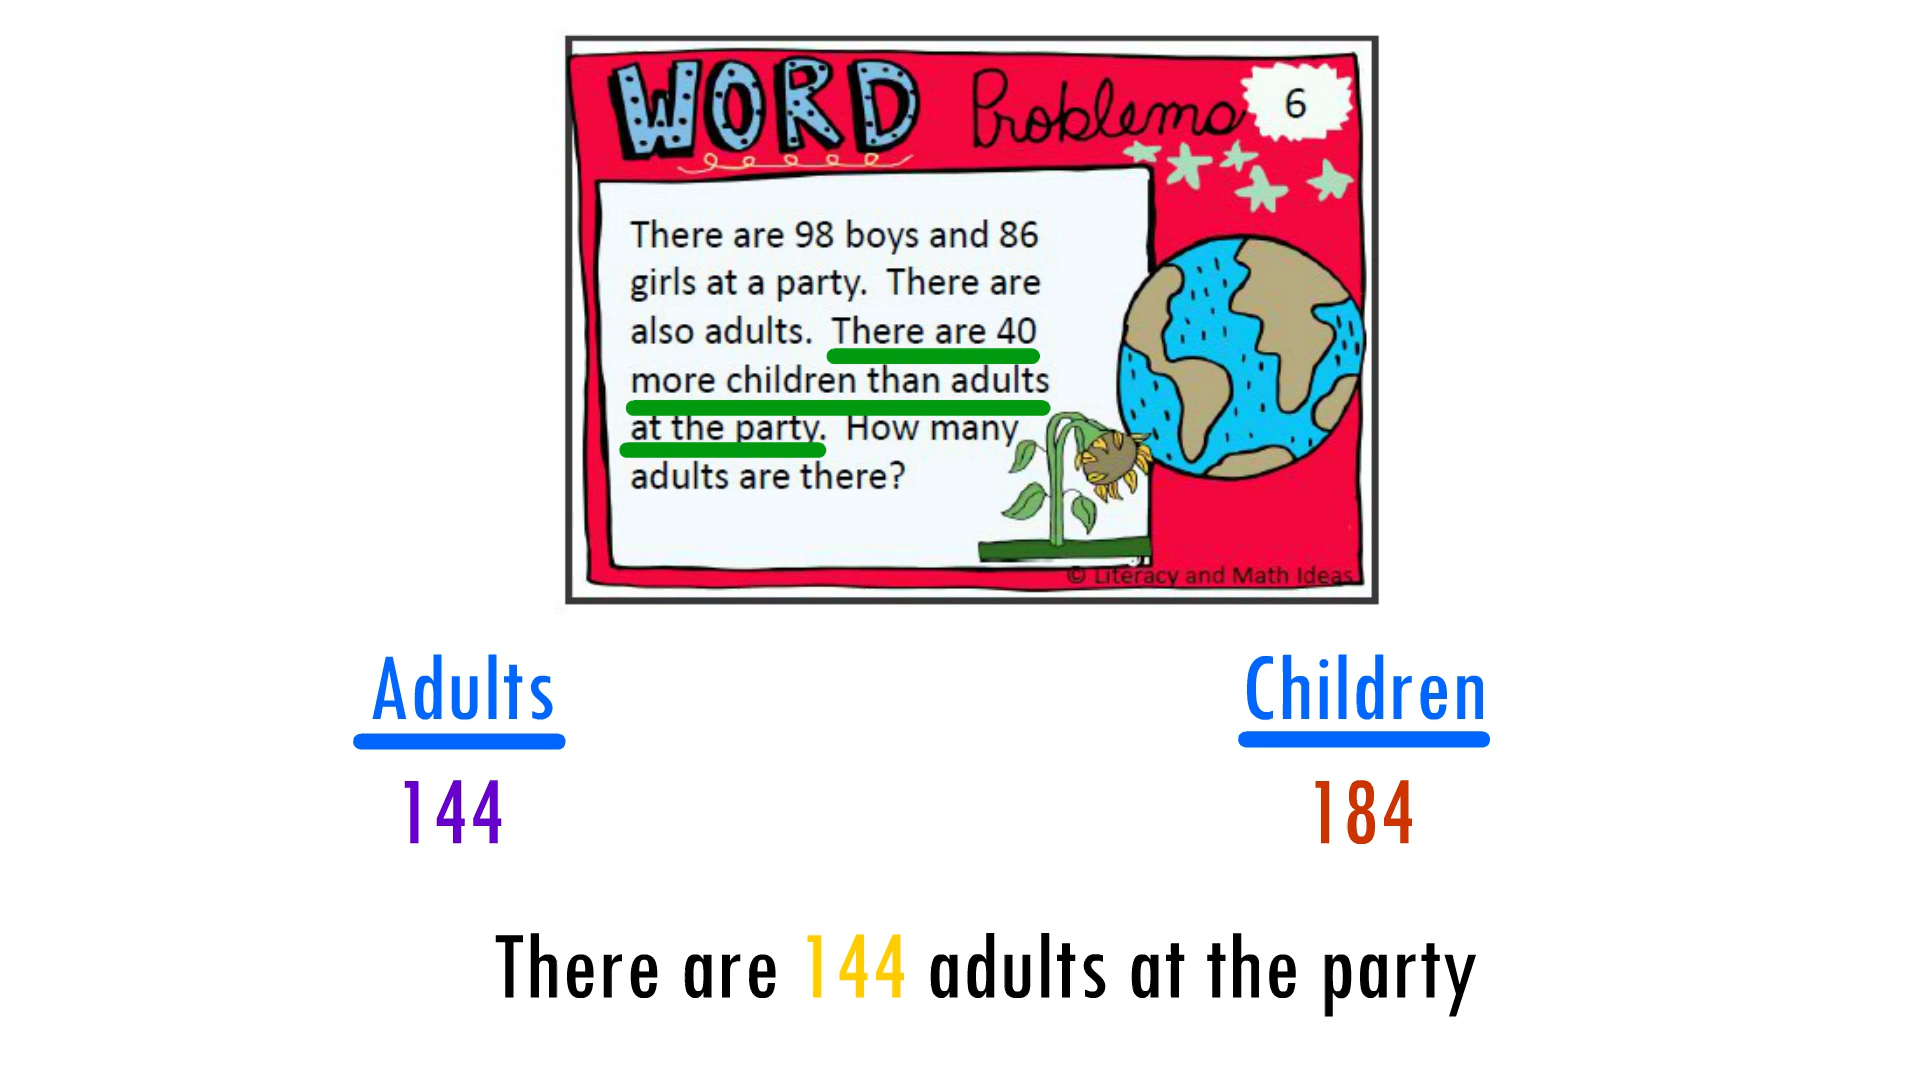 WORD Problems 6
There are 98 boys and 86
girls at a party. There are
also adults. There are 40
more children than adults
at the party. How many
adults are there?
© Literacy and Math Ideas
Adults Children
144 184
There are 144 adults at the party